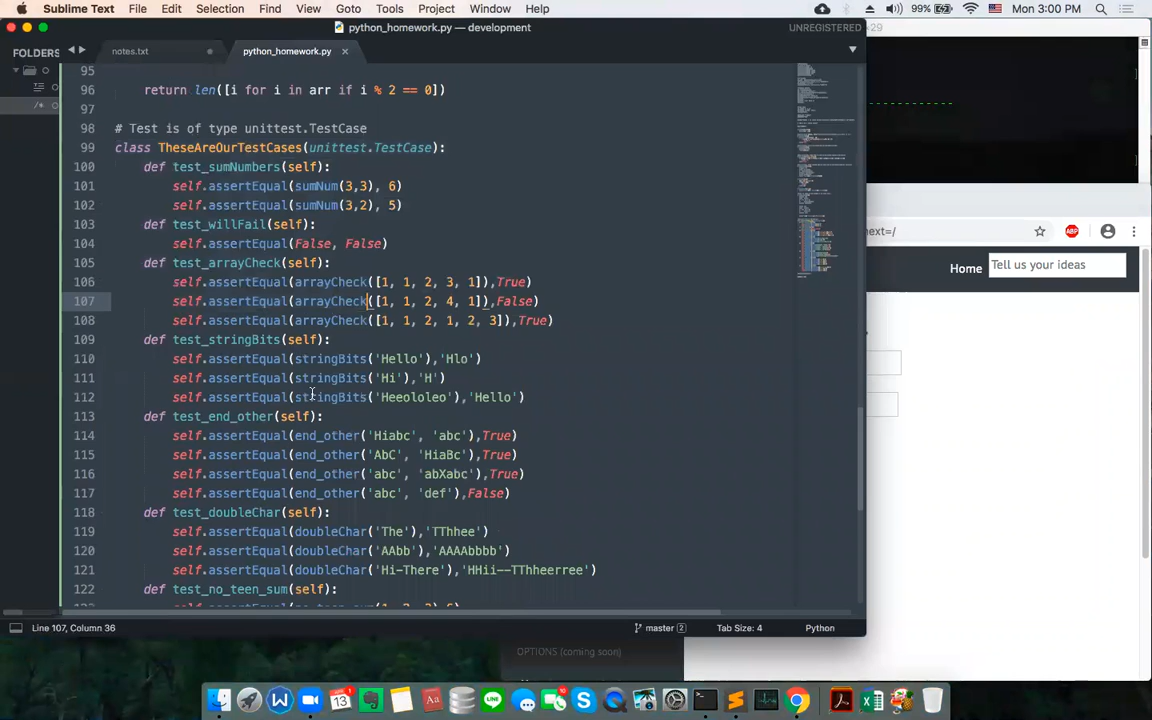 Sublime Text File Edit Selection Find View Goto Tools Project Window Help 99% Mon 3:00 PM
python_homework.py — development UNREGISTERED
FOLDERS notes.txt python_homework.py
95
96 return len([i for i in arr if i % 2 == 0])
97
98 # Test is of type unittest.TestCase
99 class TheseAreOurTestCases(unittest.TestCase):
100 def test_sumNumbers(self):
101 self.assertEqual(sumNum(3,3), 6)
102 self.assertEqual(sumNum(3,2), 5)
103 def test_willFail(self):
104 self.assertEqual(False, False)
105 def test_arrayCheck(self):
106 self.assertEqual(arrayCheck([1, 1, 2, 3, 1]),True)
107 self.assertEqual(arrayCheck([1, 1, 2, 4, 1]),False)
108 self.assertEqual(arrayCheck([1, 1, 2, 1, 2, 3]),True)
109 def test_stringBits(self):
110 self.assertEqual(stringBits('Hello'),'Hlo')
111 self.assertEqual(stringBits('Hi'),'H')
112 self.assertEqual(stringBits('Heeololeo'),'Hello')
113 def test_end_other(self):
114 self.assertEqual(end_other('Hiabc', 'abc'),True)
115 self.assertEqual(end_other('AbC', 'HiaBc'),True)
116 self.assertEqual(end_other('abc', 'abXabc'),True)
117 self.assertEqual(end_other('abc', 'def'),False)
118 def test_doubleChar(self):
119 self.assertEqual(doubleChar('The'),'TThhee')
120 self.assertEqual(doubleChar('AAbb'),'AAAAbbbb')
121 self.assertEqual(doubleChar('Hi-There'),'HHii--TThheerree')
122 def test_no_teen_sum(self):
Line 107, Column 36 master 2 Tab Size: 4 Python
:29
next=/
ABP
Home Tell us your ideas
OPTIONS (coming soon)
JAN
13
1
10